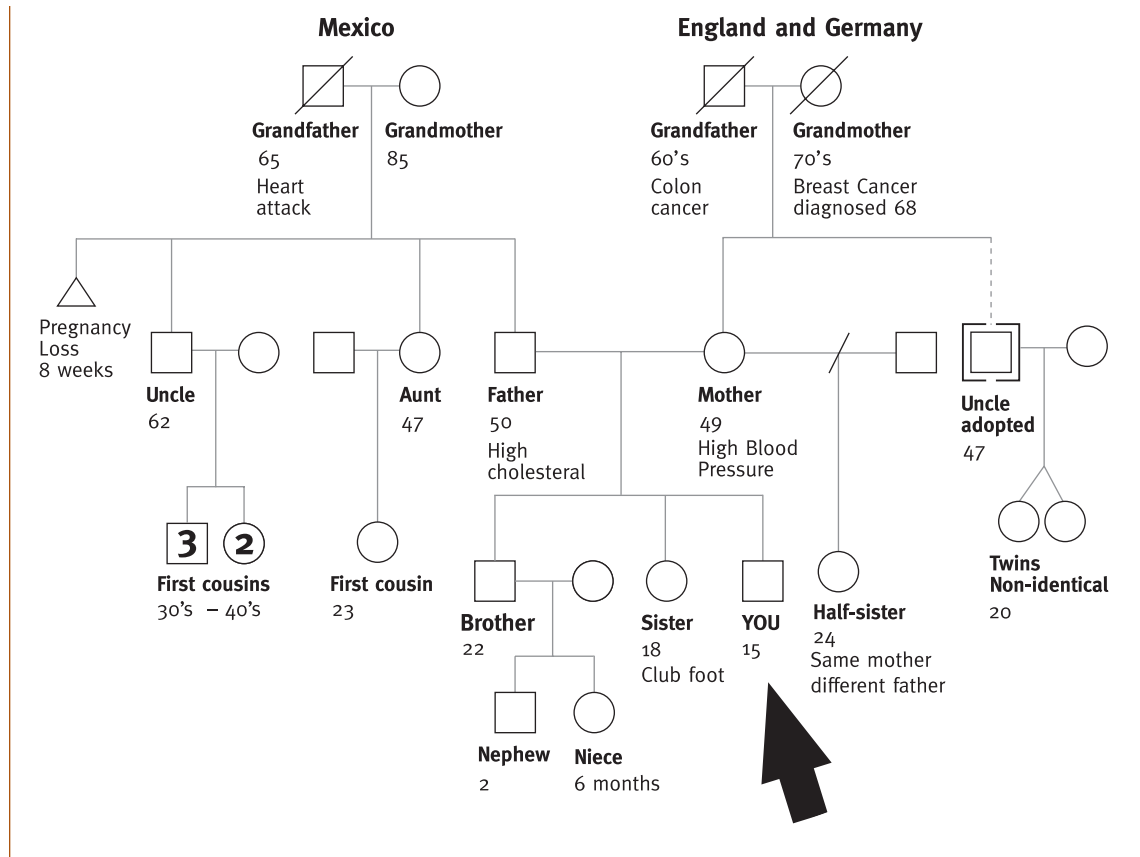 Mexico
England and Germany
Grandfather
65
Heart
attack
Grandmother
85
Grandfather
60's
Colon
cancer
Grandmother
70's
Breast Cancer
diagnosed 68
Pregnancy
Loss
8 weeks
Uncle
62
Aunt
47
Father
50
High
cholesteral
Mother
49
High Blood
Pressure
Uncle
adopted
47
3
2
First cousins
30's – 40's
First cousin
23
Brother
22
Sister
18
Club foot
YOU
15
Half-sister
24
Same mother
different father
Twins
Non-identical
20
Nephew
2
Niece
6 months